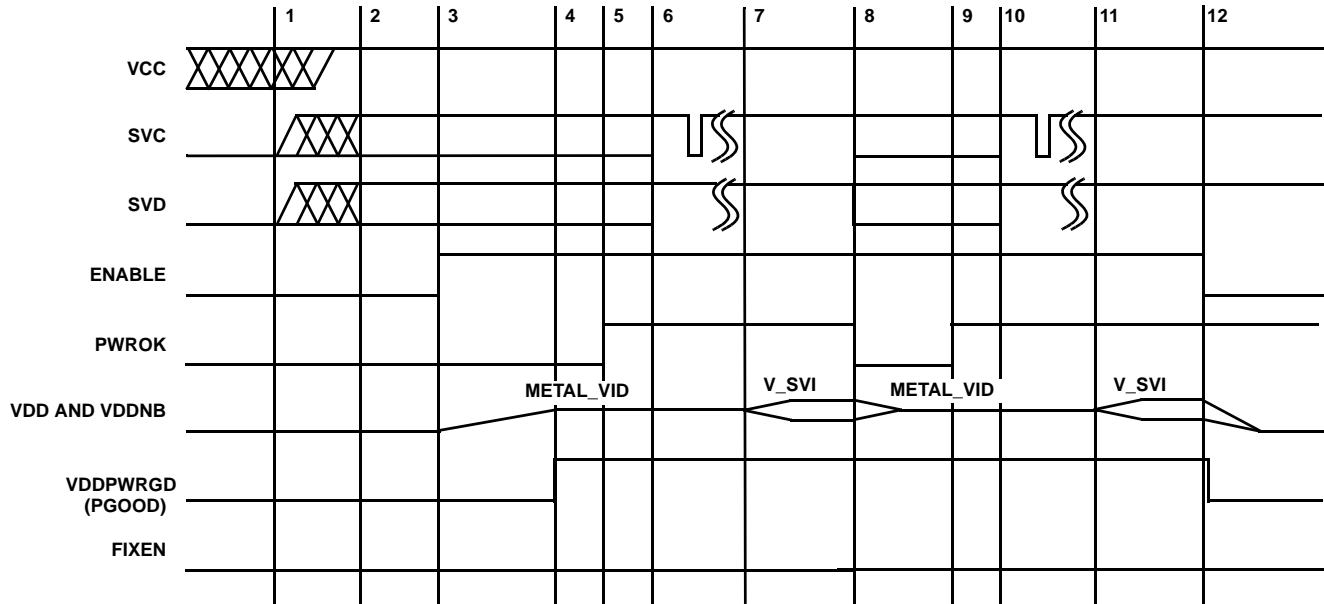 1 2 3 4 5 6 7 8 9 10 11 12
VCC
SVC
SVD
ENABLE
PWROK
METAL_VID V_SVI METAL_VID V_SVI
VDD AND VDDNB
VDDPWRGD
(PGOOD)
FIXEN